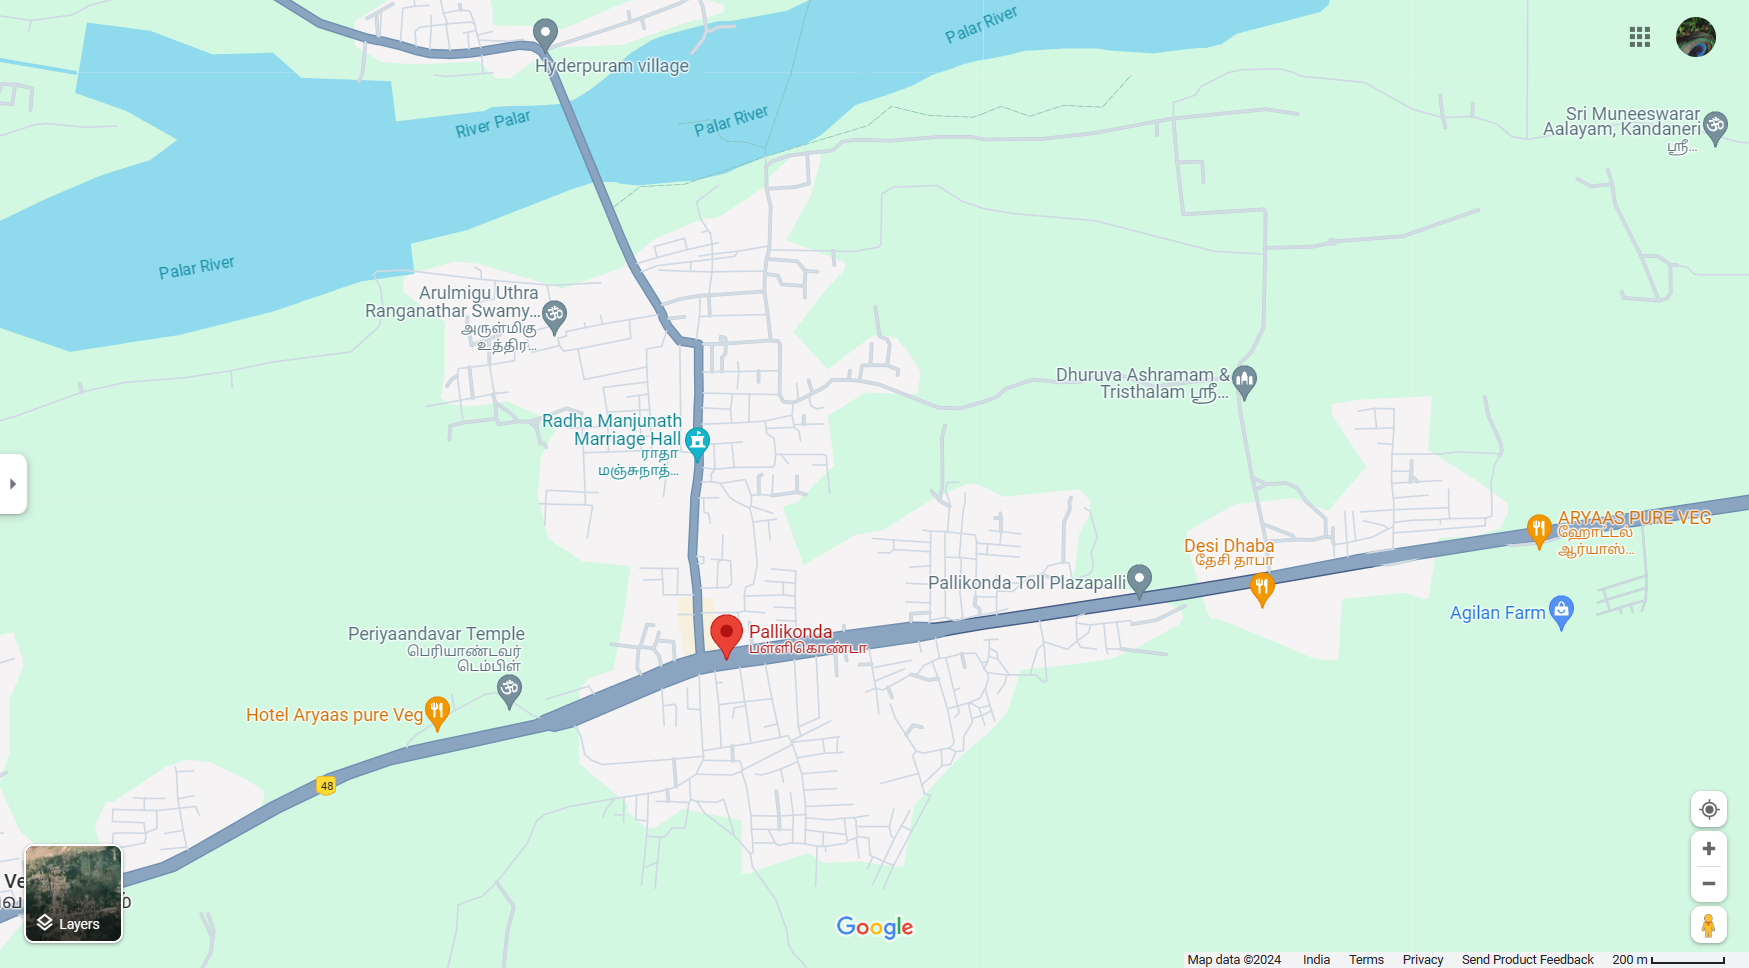 Palar River
Hyderpuram village
River Palar
Palar River
Sri Muneeswarar
Aalayam, Kandaneri
ஸ்ரீ...
Palar River
Arulmigu Uthra
Ranganathar Swamy...
அருள்மிகு
உத்திர...
Dhuruva Ashramam &
Tristhalam ஸ்ரீ...
Radha Manjunath
Marriage Hall
ராதா
மஞ்சுநாத்...
ARYAAS PURE VEG
ஹோட்டல்
ஆர்யாஸ்...
Desi Dhaba
தேசி தாபா
Pallikonda Toll Plazapalli
Agilan Farm
Pallikonda
பள்ளிகொண்டா
Periyaandavar Temple
பெரியாண்டவர்
டெம்பிள்
Hotel Aryaas pure Veg
48
Layers
Google
Map data ©2024 India Terms Privacy Send Product Feedback 200 m